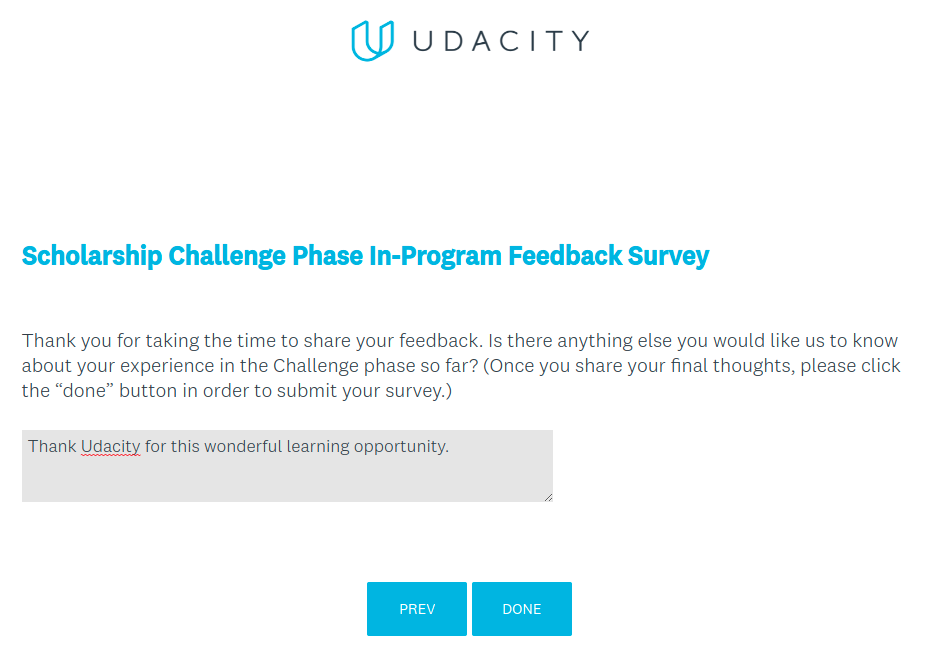 UDACITY
Scholarship Challenge Phase In-Program Feedback Survey
Thank you for taking the time to share your feedback. Is there anything else you would like us to know
about your experience in the Challenge phase so far? (Once you share your final thoughts, please click
the “done” button in order to submit your survey.)
Thank Udacity for this wonderful learning opportunity.
PREV
DONE